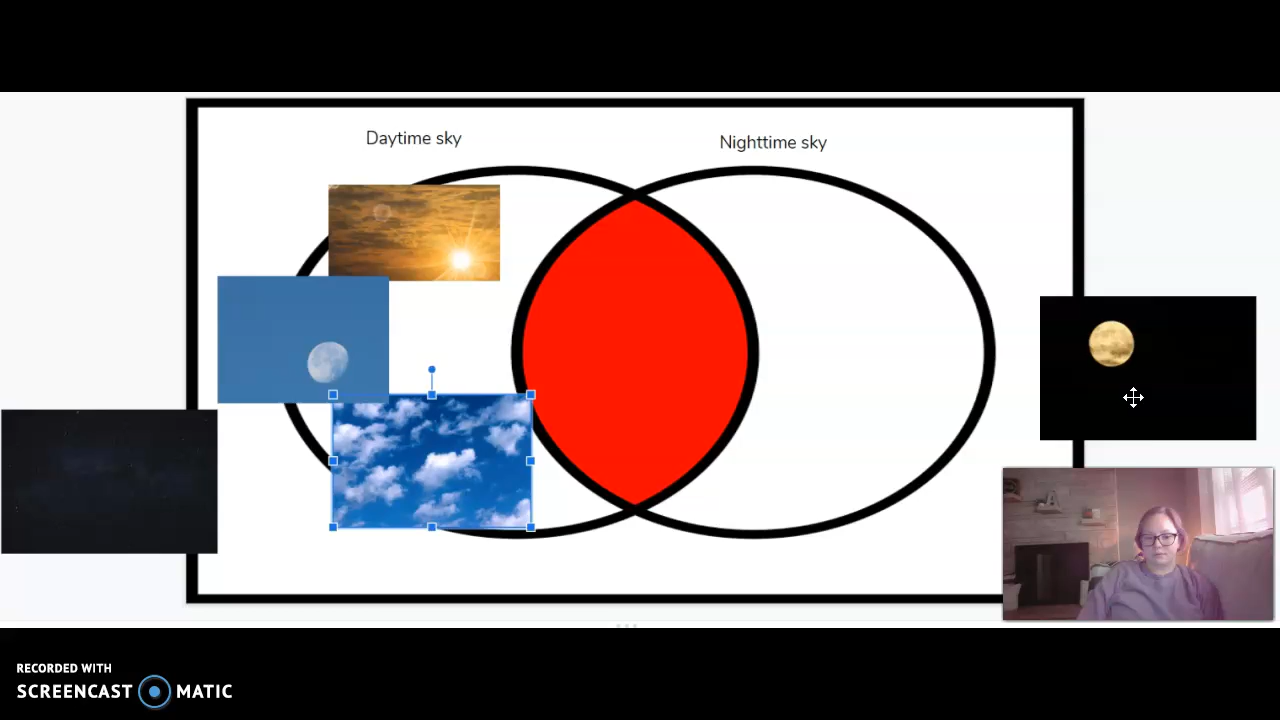 Daytime sky
Nighttime sky
A
RECORDED WITH
SCREENCAST MATIC